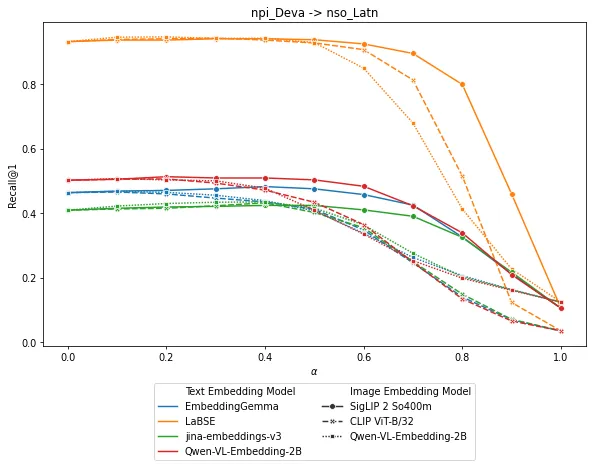 npi_Deva -> nso_Latn
Recall@1
0.8
0.6
0.4
0.2
0.0
0.0 0.2 0.4 0.6 0.8 1.0
α
Text Embedding Model
EmbeddingGemma
LaBSE
jina-embeddings-v3
Qwen-VL-Embedding-2B
Image Embedding Model
SigLIP 2 So400m
CLIP ViT-B/32
Qwen-VL-Embedding-2B